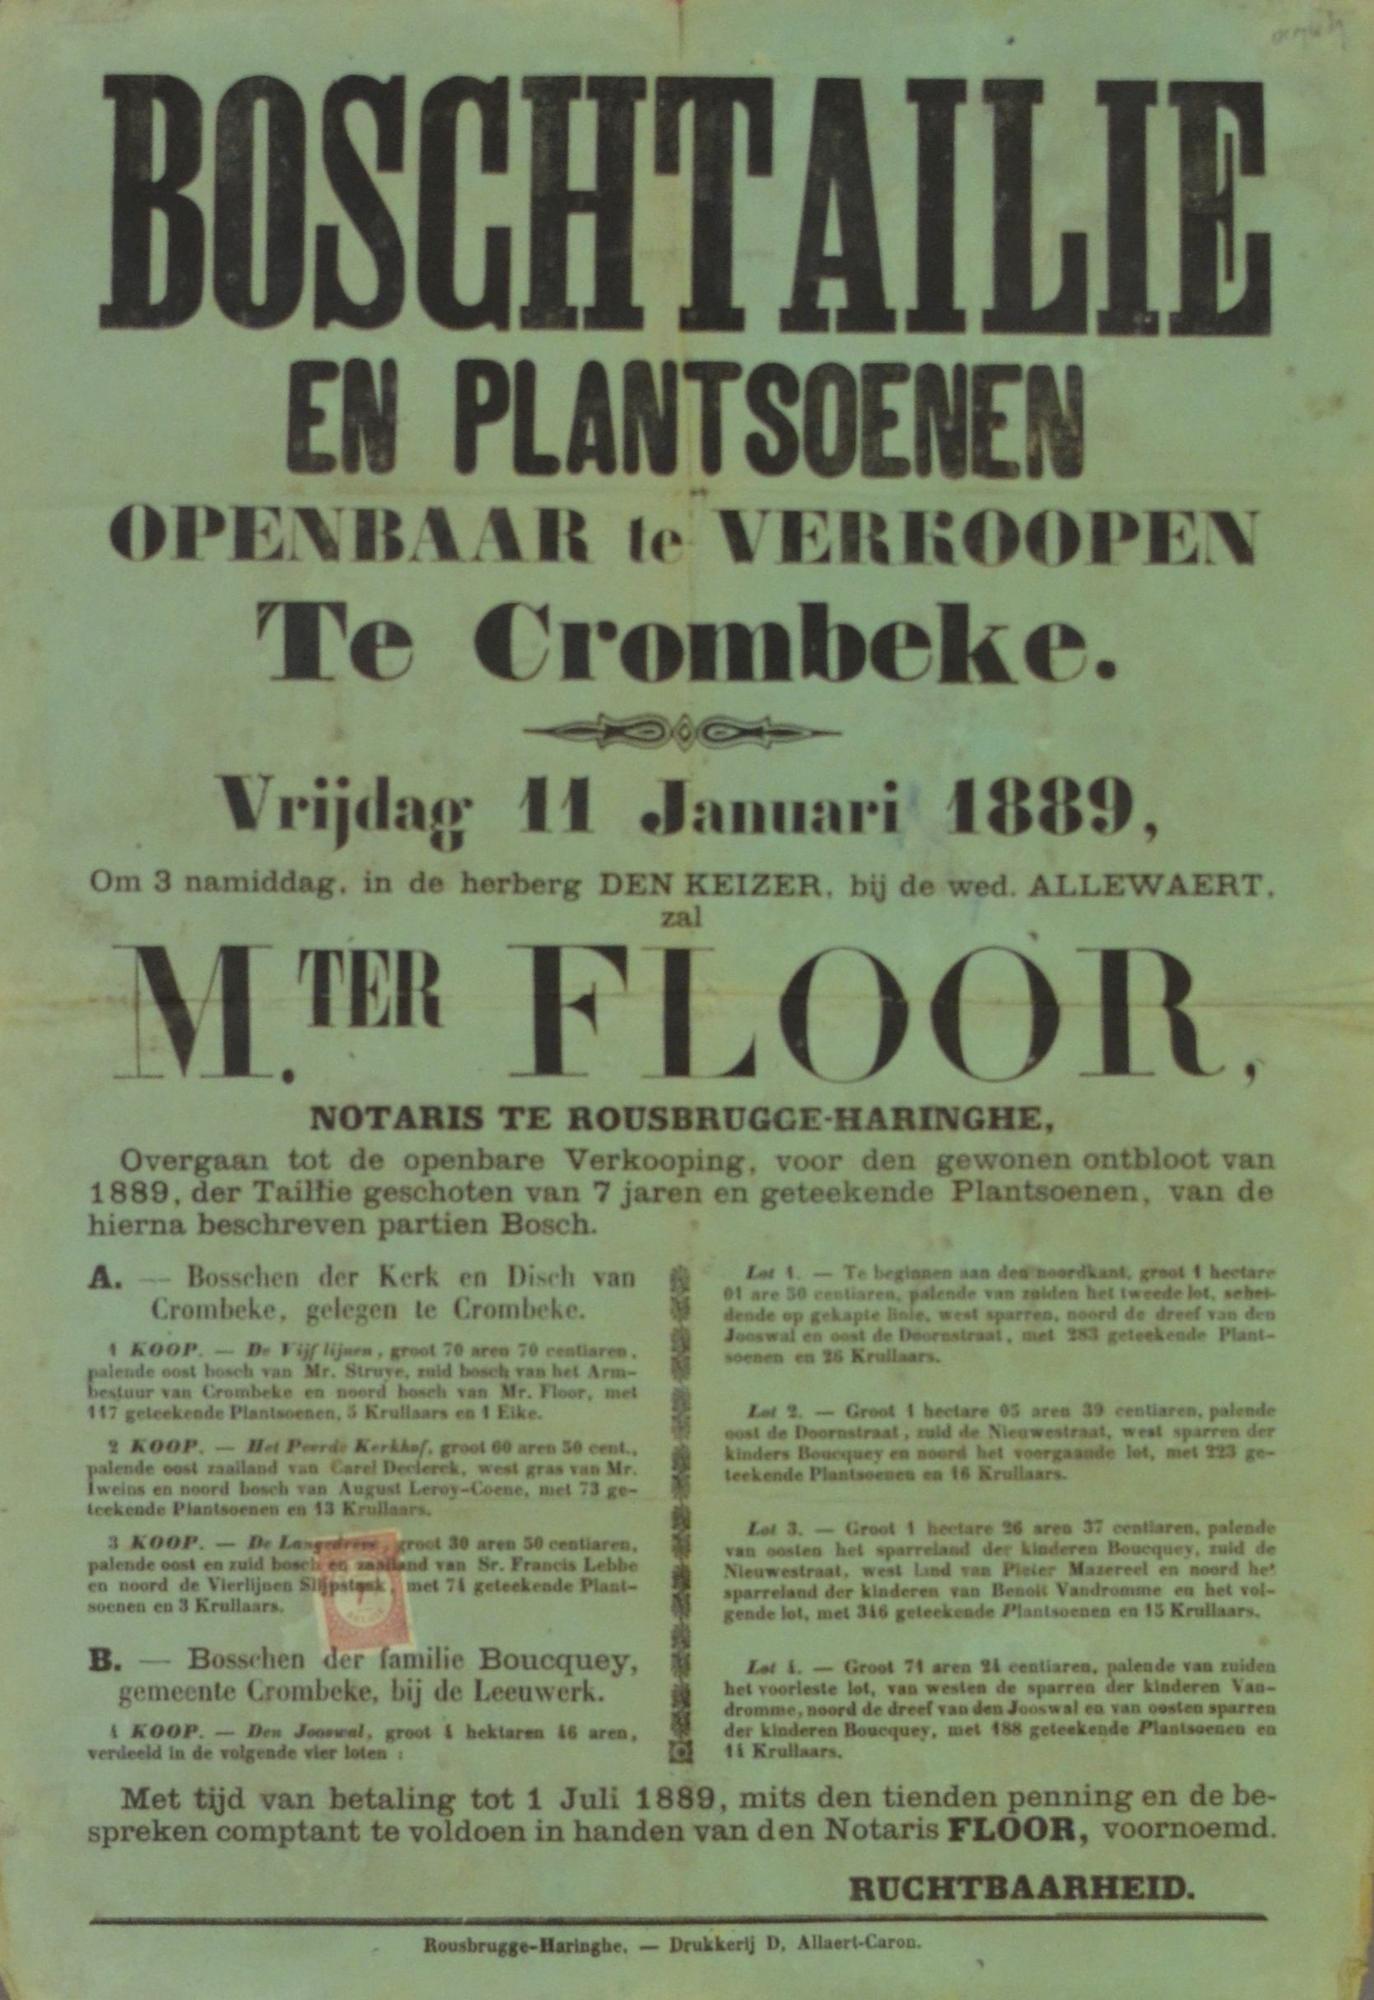 BOSCHTAILIE
EN PLANTSOENEN
OPENBAAR te VERKOOPEN
Te Crombeke.
Vrijdag 11 Januari 1889,
Om 3 namiddag, in de herberg DEN KEIZER, bij de wed. ALLEWAERT,
zal
M.TER FLOOR,
NOTARIS TE ROUSBRUGGE-HARINGHE,
Overgaan tot de openbare Verkooping, voor den gewonen ontbloot van
1889, der Tailfie geschoten van 7 jaren en geteekende Plantsoenen, van de
hierna beschreven partien Bosch.
A. — Bosschen der Kerk en Disch van
Crombeke, gelegen te Crombeke.
1 KOOP. — De Vijf lijnen, groot 70 aren 70 centiaren,
palende oost bosch van Mr. Struye, zuid bosch van het Arm-
bestuur van Crombeke en noord bosch van Mr. Floor, met
117 geteekende Plantsoenen, 5 Krullaars en 1 Eike.
2 KOOP. — Het Peerde Kerkhof, groot 60 aren 50 cent.,
palende oost zaailand van Carel Declerck, west gras van Mr.
Iweins en noord bosch van August Leroy-Coene, met 73 ge-
teekende Plantsoenen en 13 Krullaars.
3 KOOP. — De Langedreve, groot 30 aren 50 centiaren,
palende oost en zuid bosch en zaailand van Sr. Francis Lebbe
en noord de Vierlijnen Slijpstaak, met 74 geteekende Plant-
soenen en 3 Krullaars.
B. — Bosschen der familie Boucquey,
gemeente Crombeke, bij de Leeuwerk.
4 KOOP. — Den Jooswal, groot 4 hektaren 46 aren,
verdeeld in de volgende vier loten :
Lot 1. — Te beginnen aan den noordkant, groot 1 hectare
01 are 50 centiaren, palende van zuiden het tweede lot, schei-
dende op gekapte linie, west sparren, noord de dreef van den
Jooswal en oost de Doornstraat, met 283 geteekende Plant-
soenen en 26 Krullaars.
Lot 2. — Groot 1 hectare 05 aren 39 centiaren, palende
oost de Doornstraat, zuid de Nieuwestraat, west sparren der
kinders Boucquey en noord het voorgaande lot, met 223 ge-
teekende Plantsoenen en 16 Krullaars.
Lot 3. — Groot 1 hectare 26 aren 37 centiaren, palende
van oosten het sparreland der kinderen Boucquey, zuid de
Nieuwestraat, west Land van Pieter Mazereel en noord het
sparreland der kinderen van Benoit Vandromme en het vol-
gende lot, met 346 geteekende Plantsoenen en 15 Krullaars.
Lot 4. — Groot 74 aren 24 centiaren, palende van zuiden
het voorleste lot, van westen de sparren der kinderen Van-
dromme, noord de dreef van den Jooswal en van oosten sparren
der kinderen Boucquey, met 188 geteekende Plantsoenen en
14 Krullaars.
Met tijd van betaling tot 1 Juli 1889, mits den tienden penning en de be-
spreken comptant te voldoen in handen van den Notaris FLOOR, voornoemd.
RUCHTBAARHEID.
Rousbrugge-Haringhe, — Drukkerij D, Allaert-Caron.